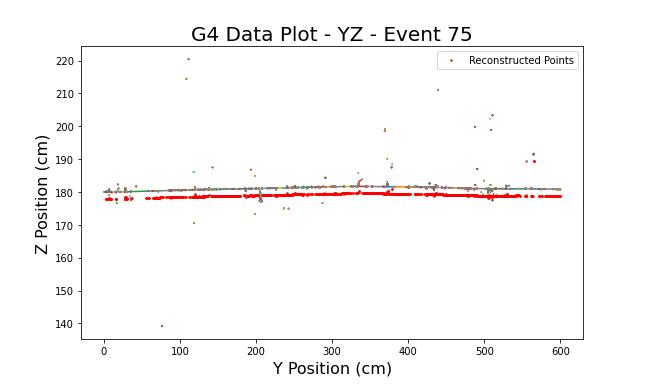 G4 Data Plot - YZ - Event 75
Reconstructed Points
220
210
200
190
180
170
160
150
140
Z Position (cm)
0 100 200 300 400 500 600
Y Position (cm)